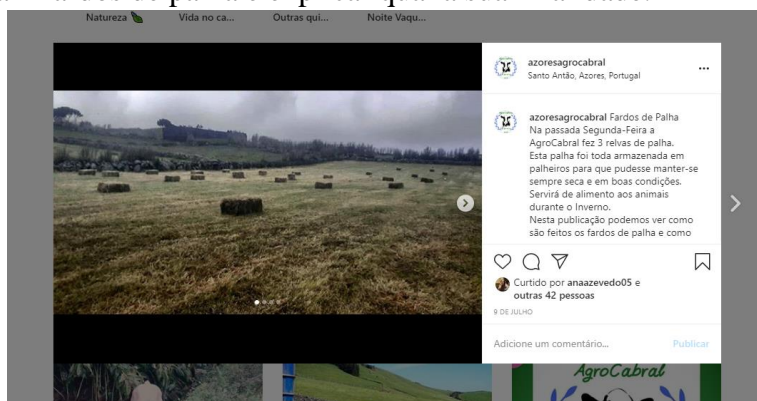 Natureza Vida no ca... Outras qui... Noite Vaqu...
azoresagrocabral
Santo Antão, Azores, Portugal
azoresagrocabral Fardos de Palha
Na passada Segunda-Feira a
AgroCabral fez 3 relvas de palha.
Esta palha foi toda armazenada em
palheiros para que pudesse manter-se
sempre seca e em boas condições.
Servirá de alimento aos animais
durante o Inverno.
Nesta publicação podemos ver como
são feitos os fardos de palha e como
Curtido por anaazevedo05 e
outras 42 pessoas
9 DE JULHO
Adicione um comentário... Publicar
AgroCabral